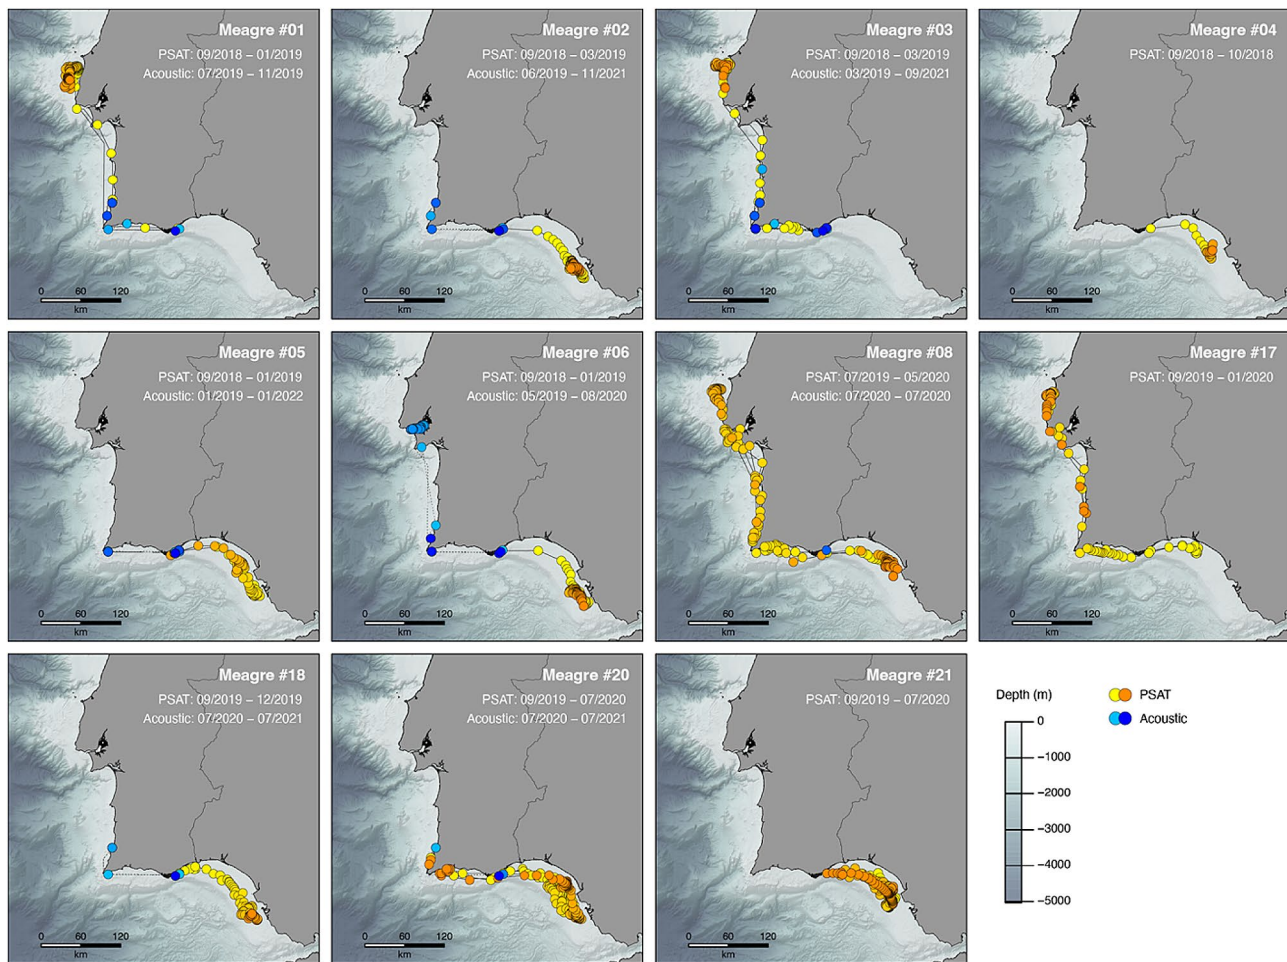 Meagre #01
PSAT: 09/2018 – 01/2019
Acoustic: 07/2019 – 11/2019
0 60 120
km
Meagre #02
PSAT: 09/2018 – 03/2019
Acoustic: 06/2019 – 11/2021
0 60 120
km
Meagre #03
PSAT: 09/2018 – 03/2019
Acoustic: 03/2019 – 09/2021
0 60 120
km
Meagre #04
PSAT: 09/2018 – 10/2018
0 60 120
km
Meagre #05
PSAT: 09/2018 – 01/2019
Acoustic: 01/2019 – 01/2022
0 60 120
km
Meagre #06
PSAT: 09/2018 – 01/2019
Acoustic: 05/2019 – 08/2020
0 60 120
km
Meagre #08
PSAT: 07/2019 – 05/2020
Acoustic: 07/2020 – 07/2020
0 60 120
km
Meagre #17
PSAT: 09/2019 – 01/2020
0 60 120
km
Meagre #18
PSAT: 09/2019 – 12/2019
Acoustic: 07/2020 – 07/2021
0 60 120
km
Meagre #20
PSAT: 09/2019 – 07/2020
Acoustic: 07/2020 – 07/2021
0 60 120
km
Meagre #21
PSAT: 09/2019 – 07/2020
0 60 120
km
Depth (m)
0
−1000
−2000
−3000
−4000
−5000
PSAT
Acoustic